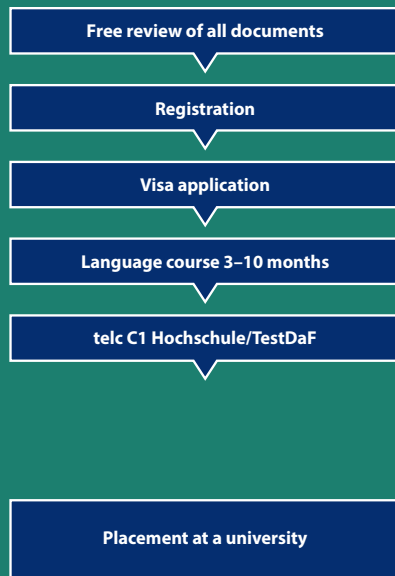 Free review of all documents
Registration
Visa application
Language course 3–10 months
telc C1 Hochschule/TestDaF
Placement at a university